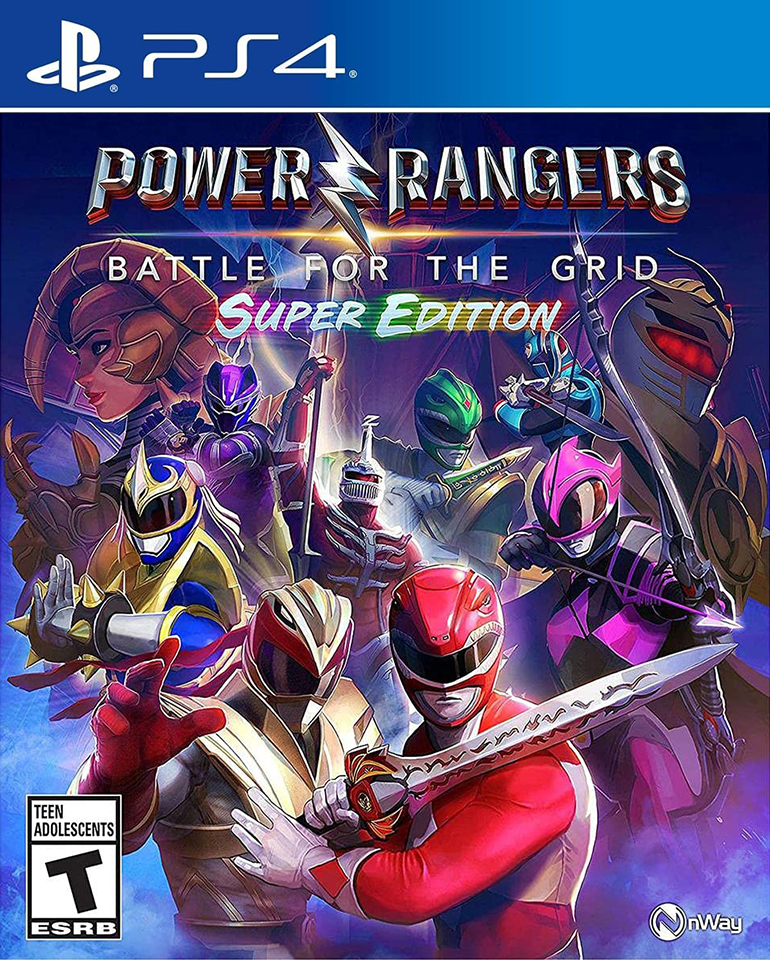 PS4
POWER RANGERS
BATTLE FOR THE GRID
SUPER EDITION
TEEN
ADOLESCENTS
T
ESRB
nWay